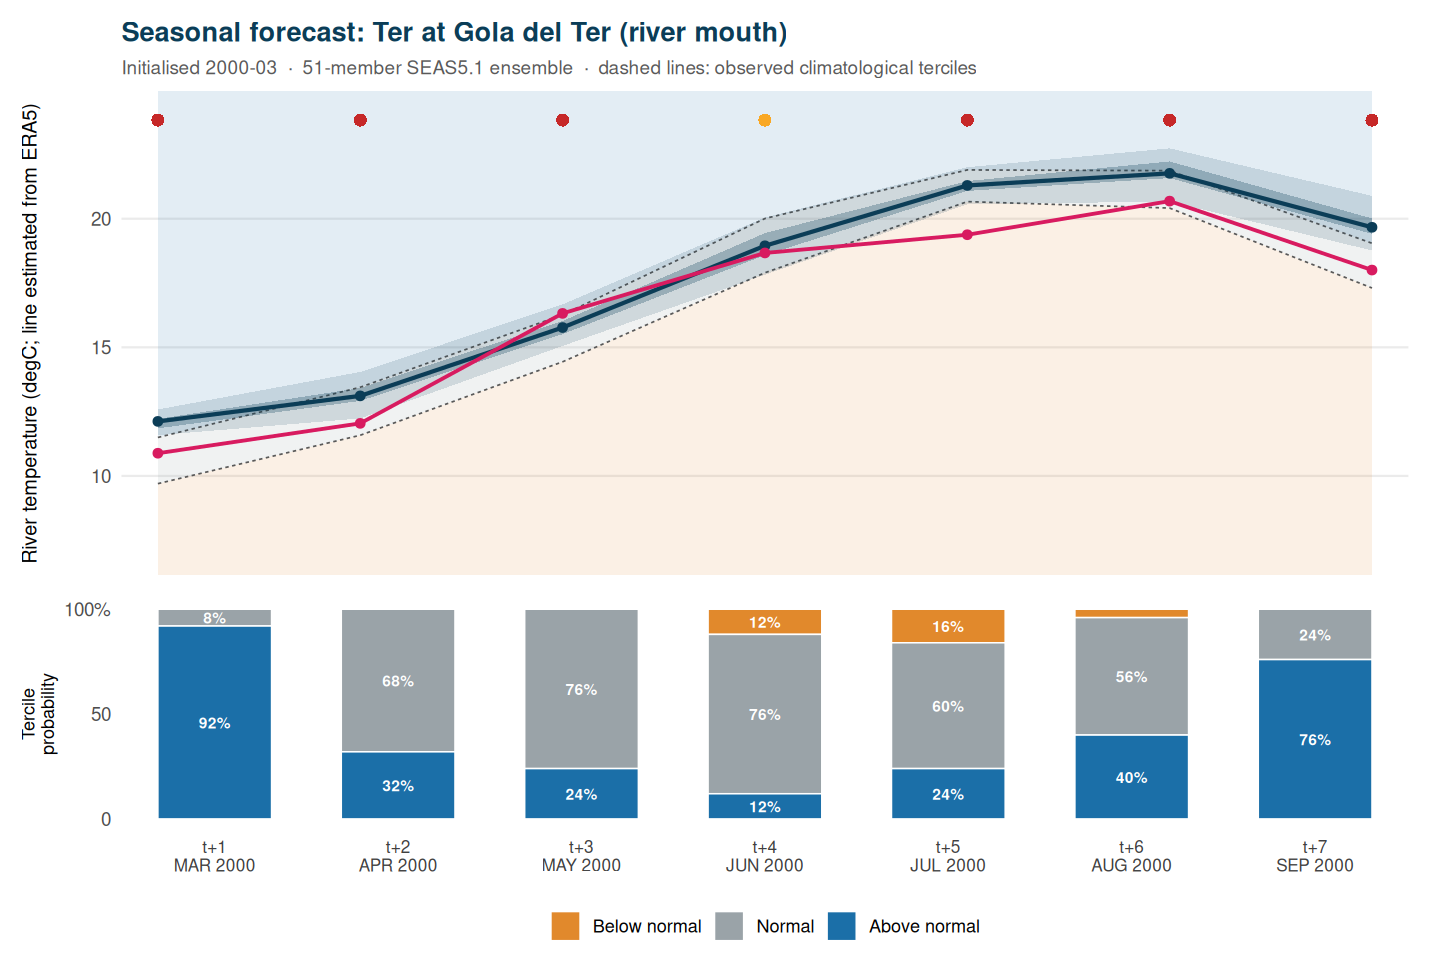 Seasonal forecast: Ter at Gola del Ter (river mouth)
Initialised 2000-03  ·  51-member SEAS5.1 ensemble  ·  dashed lines: observed climatological terciles
River temperature (degC; line estimated from ERA5)
20
15
10
Tercile
probability
100%
50
0
8%
92%
68%
32%
76%
24%
12%
76%
12%
16%
60%
24%
56%
40%
24%
76%
t+1
MAR 2000
t+2
APR 2000
t+3
MAY 2000
t+4
JUN 2000
t+5
JUL 2000
t+6
AUG 2000
t+7
SEP 2000
Below normal
Normal
Above normal